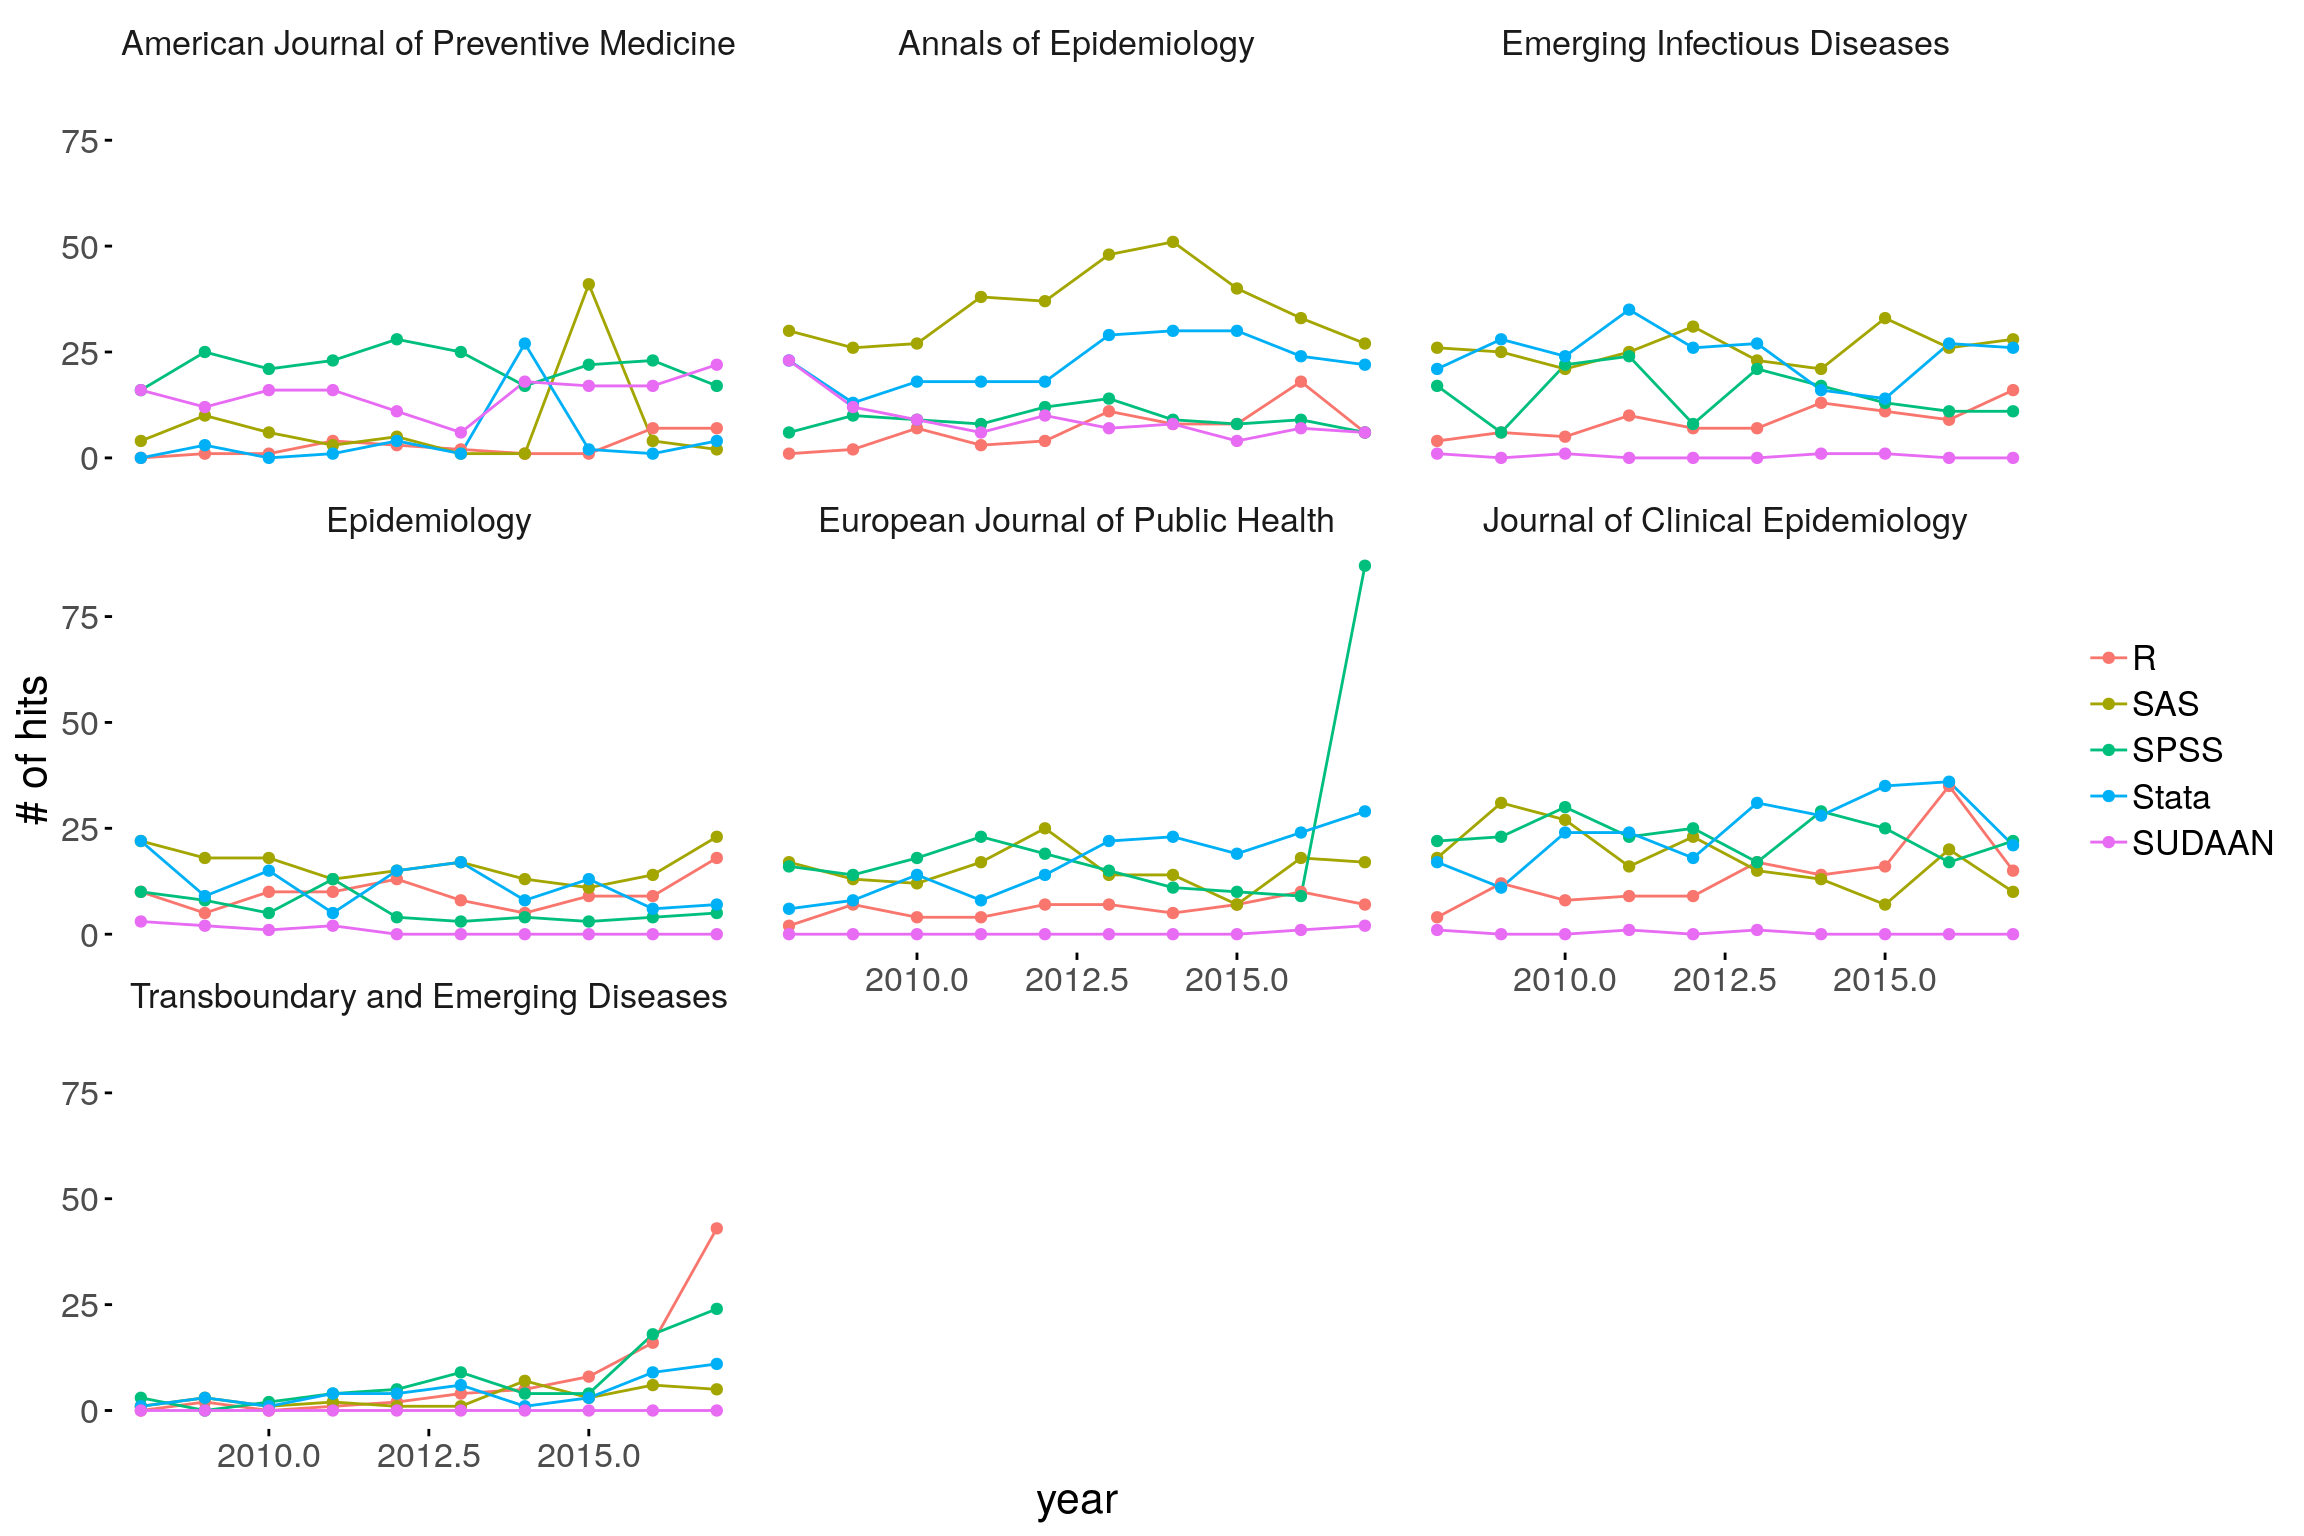 American Journal of Preventive Medicine
Annals of Epidemiology
Emerging Infectious Diseases
75
50
25
0
Epidemiology
European Journal of Public Health
Journal of Clinical Epidemiology
75
50
25
0
2010.0 2012.5 2015.0
2010.0 2012.5 2015.0
Transboundary and Emerging Diseases
75
50
25
0
2010.0 2012.5 2015.0
# of hits
year
R
SAS
SPSS
Stata
SUDAAN